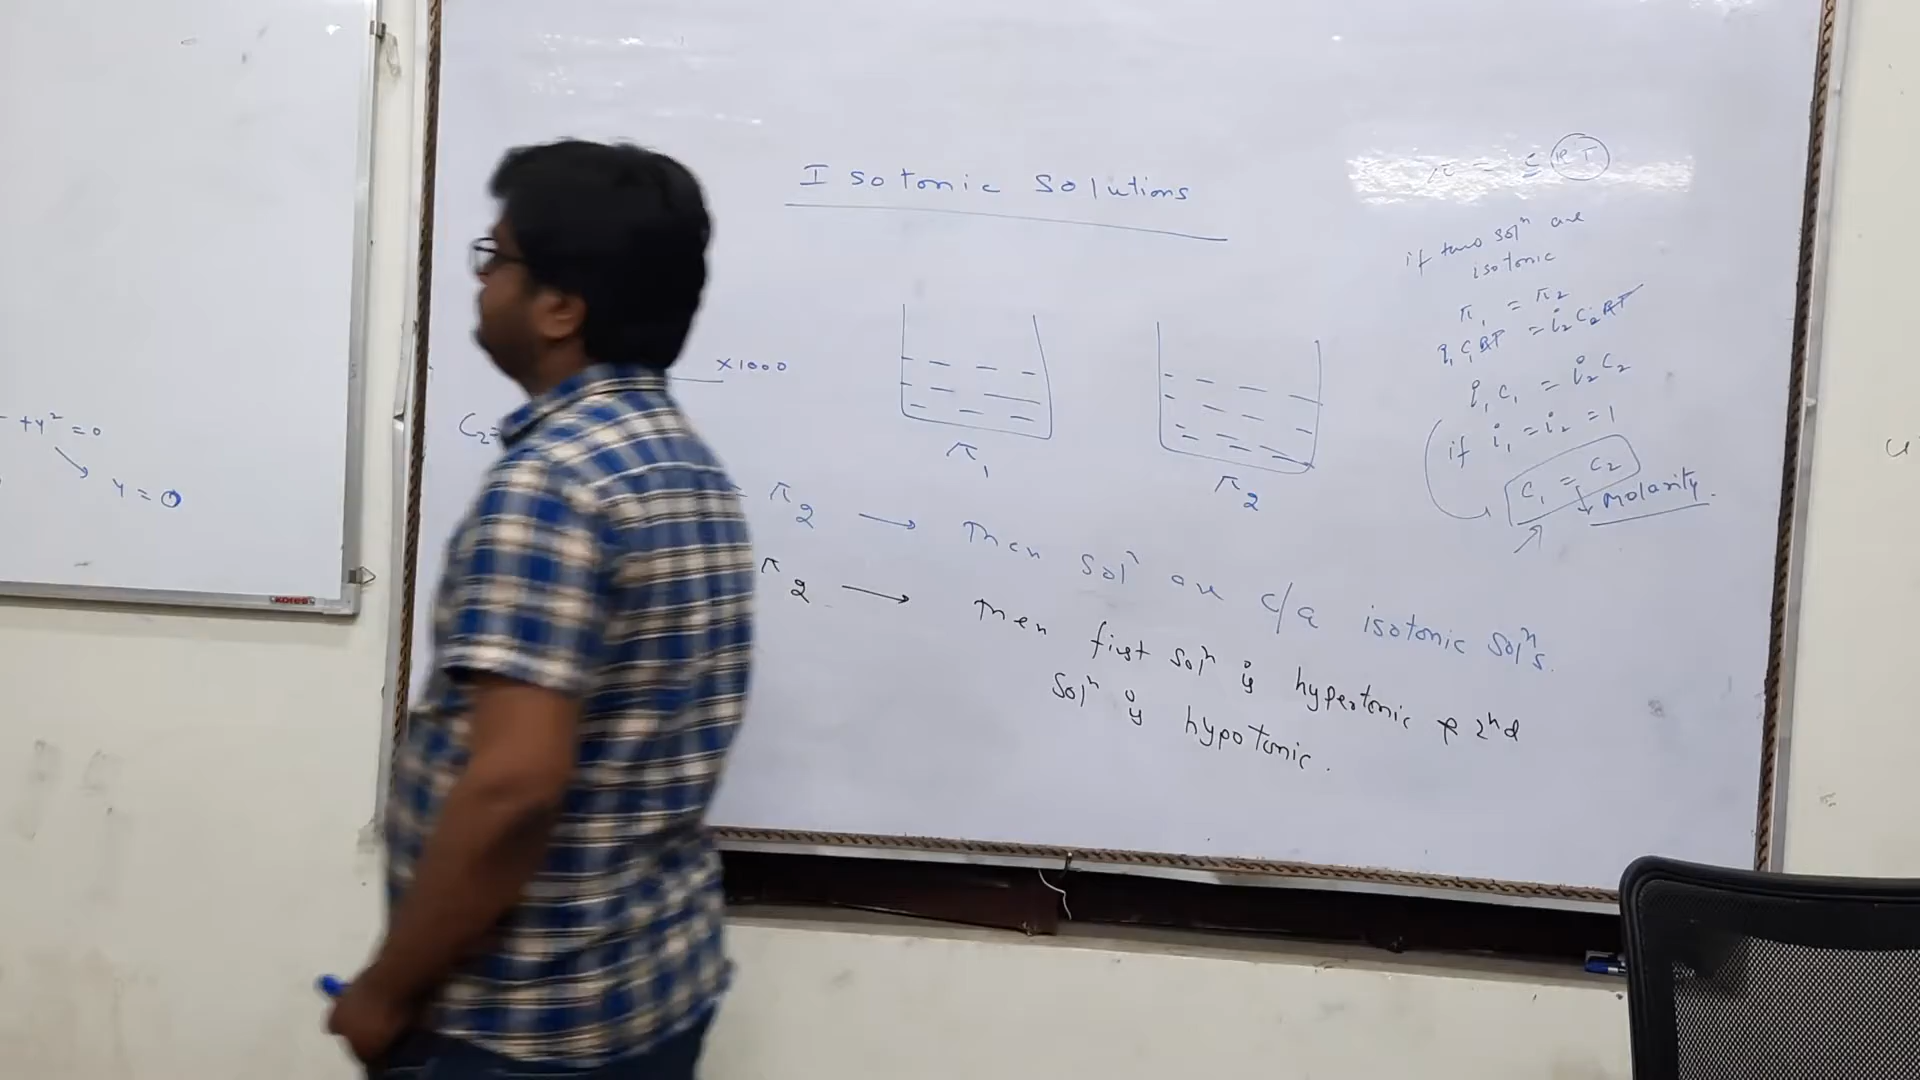 Isotonic Solutions
π = CRT
if two solⁿ are
isotonic
π₁ = π₂
i₁C₁RT = i₂C₂RT
i₁C₁ = i₂C₂
if i₁ = i₂ = 1
C₁ = C₂
Molarity.
×1000
C₂=
π₁
π₂
= π₂ → Then solⁿ are c/a isotonic solⁿs.
π₂ → Then first solⁿ is hypertonic & 2nd
solⁿ is hypotonic.
+y² = 0
y = 0
kores